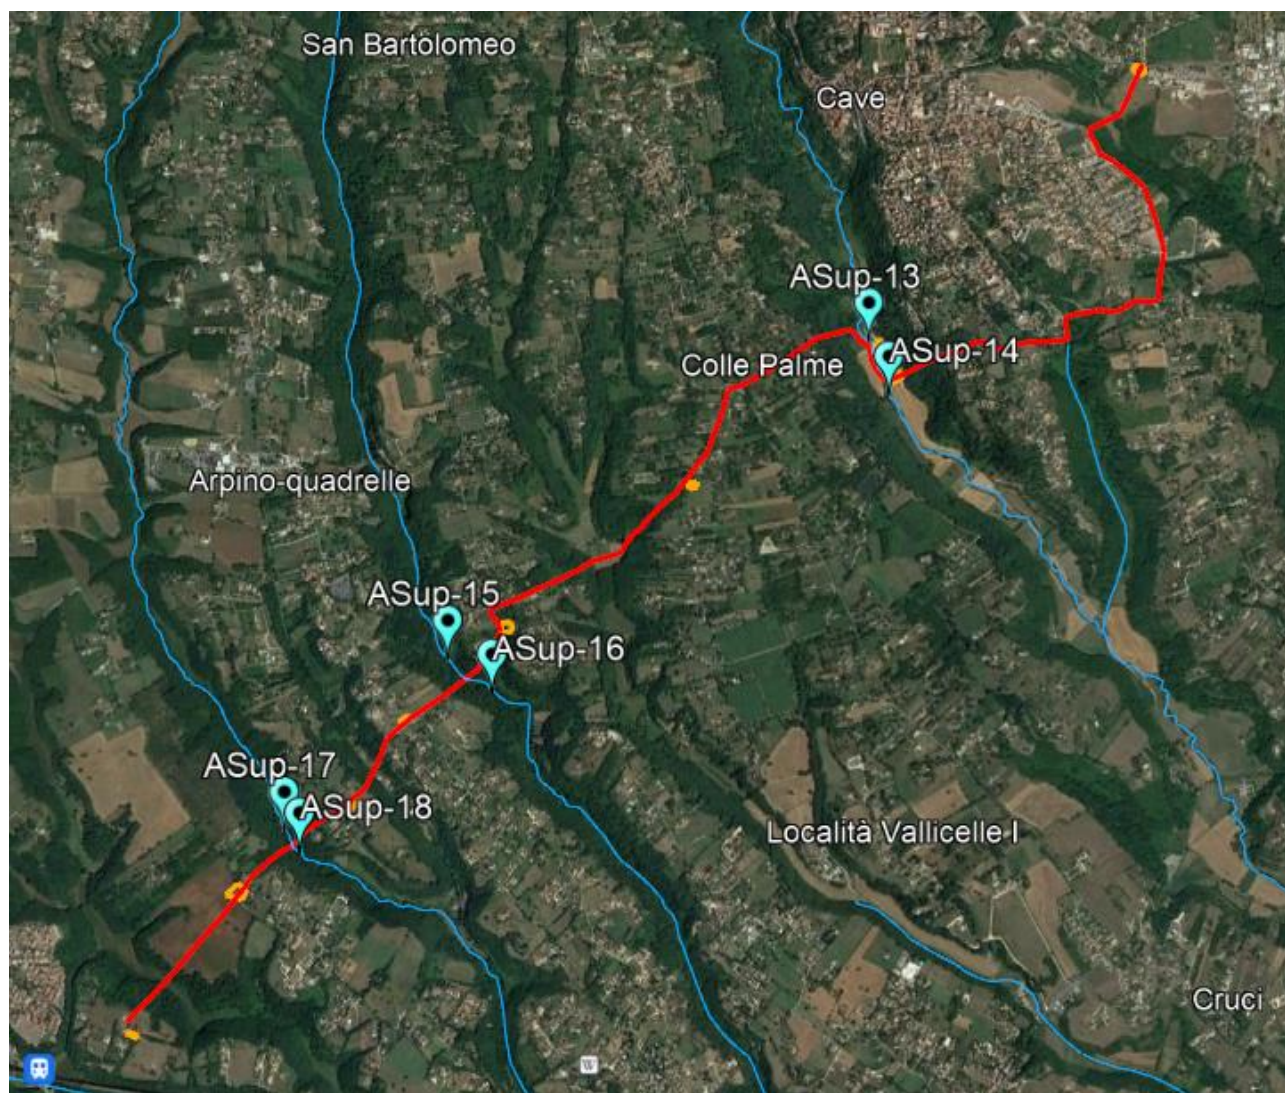 San Bartolomeo
Cave
ASup-13
ASup-14
Colle Palme
Arpino-quadrelle
ASup-15
ASup-16
ASup-17
ASup-18
Località Vallicelle I
Cruci
W